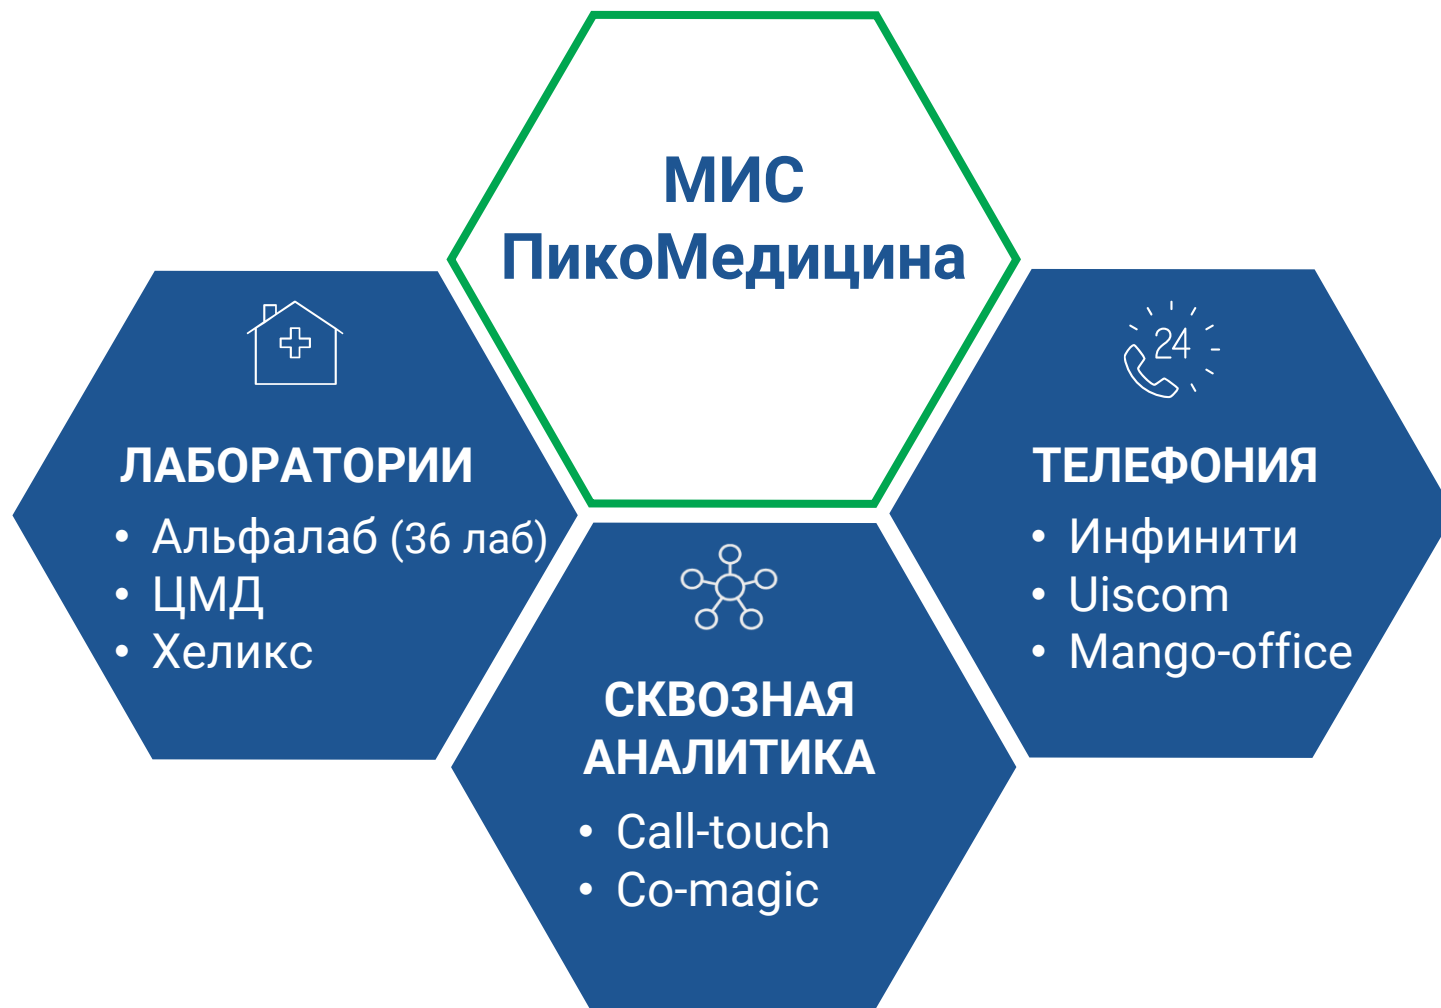 МИС
ПикоМедицина
ЛАБОРАТОРИИ
• Альфалаб (36 лаб)
• ЦМД
• Хеликс
СКВОЗНАЯ
АНАЛИТИКА
• Call-touch
• Co-magic
24
ТЕЛЕФОНИЯ
• Инфинити
• Uiscom
• Mango-office